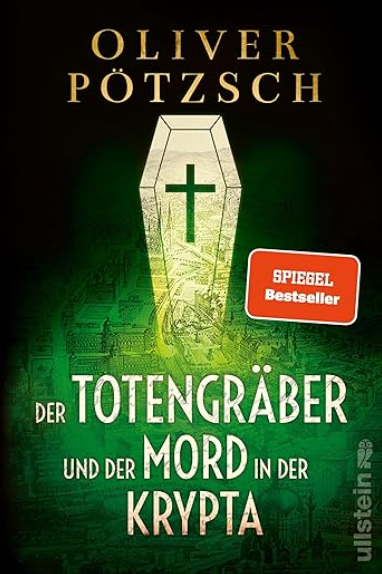 OLIVER
PÖTZSCH
SPIEGEL
Bestseller
DER TOTENGRÄBER
UND DER MORD IN DER
KRYPTA
ullstein